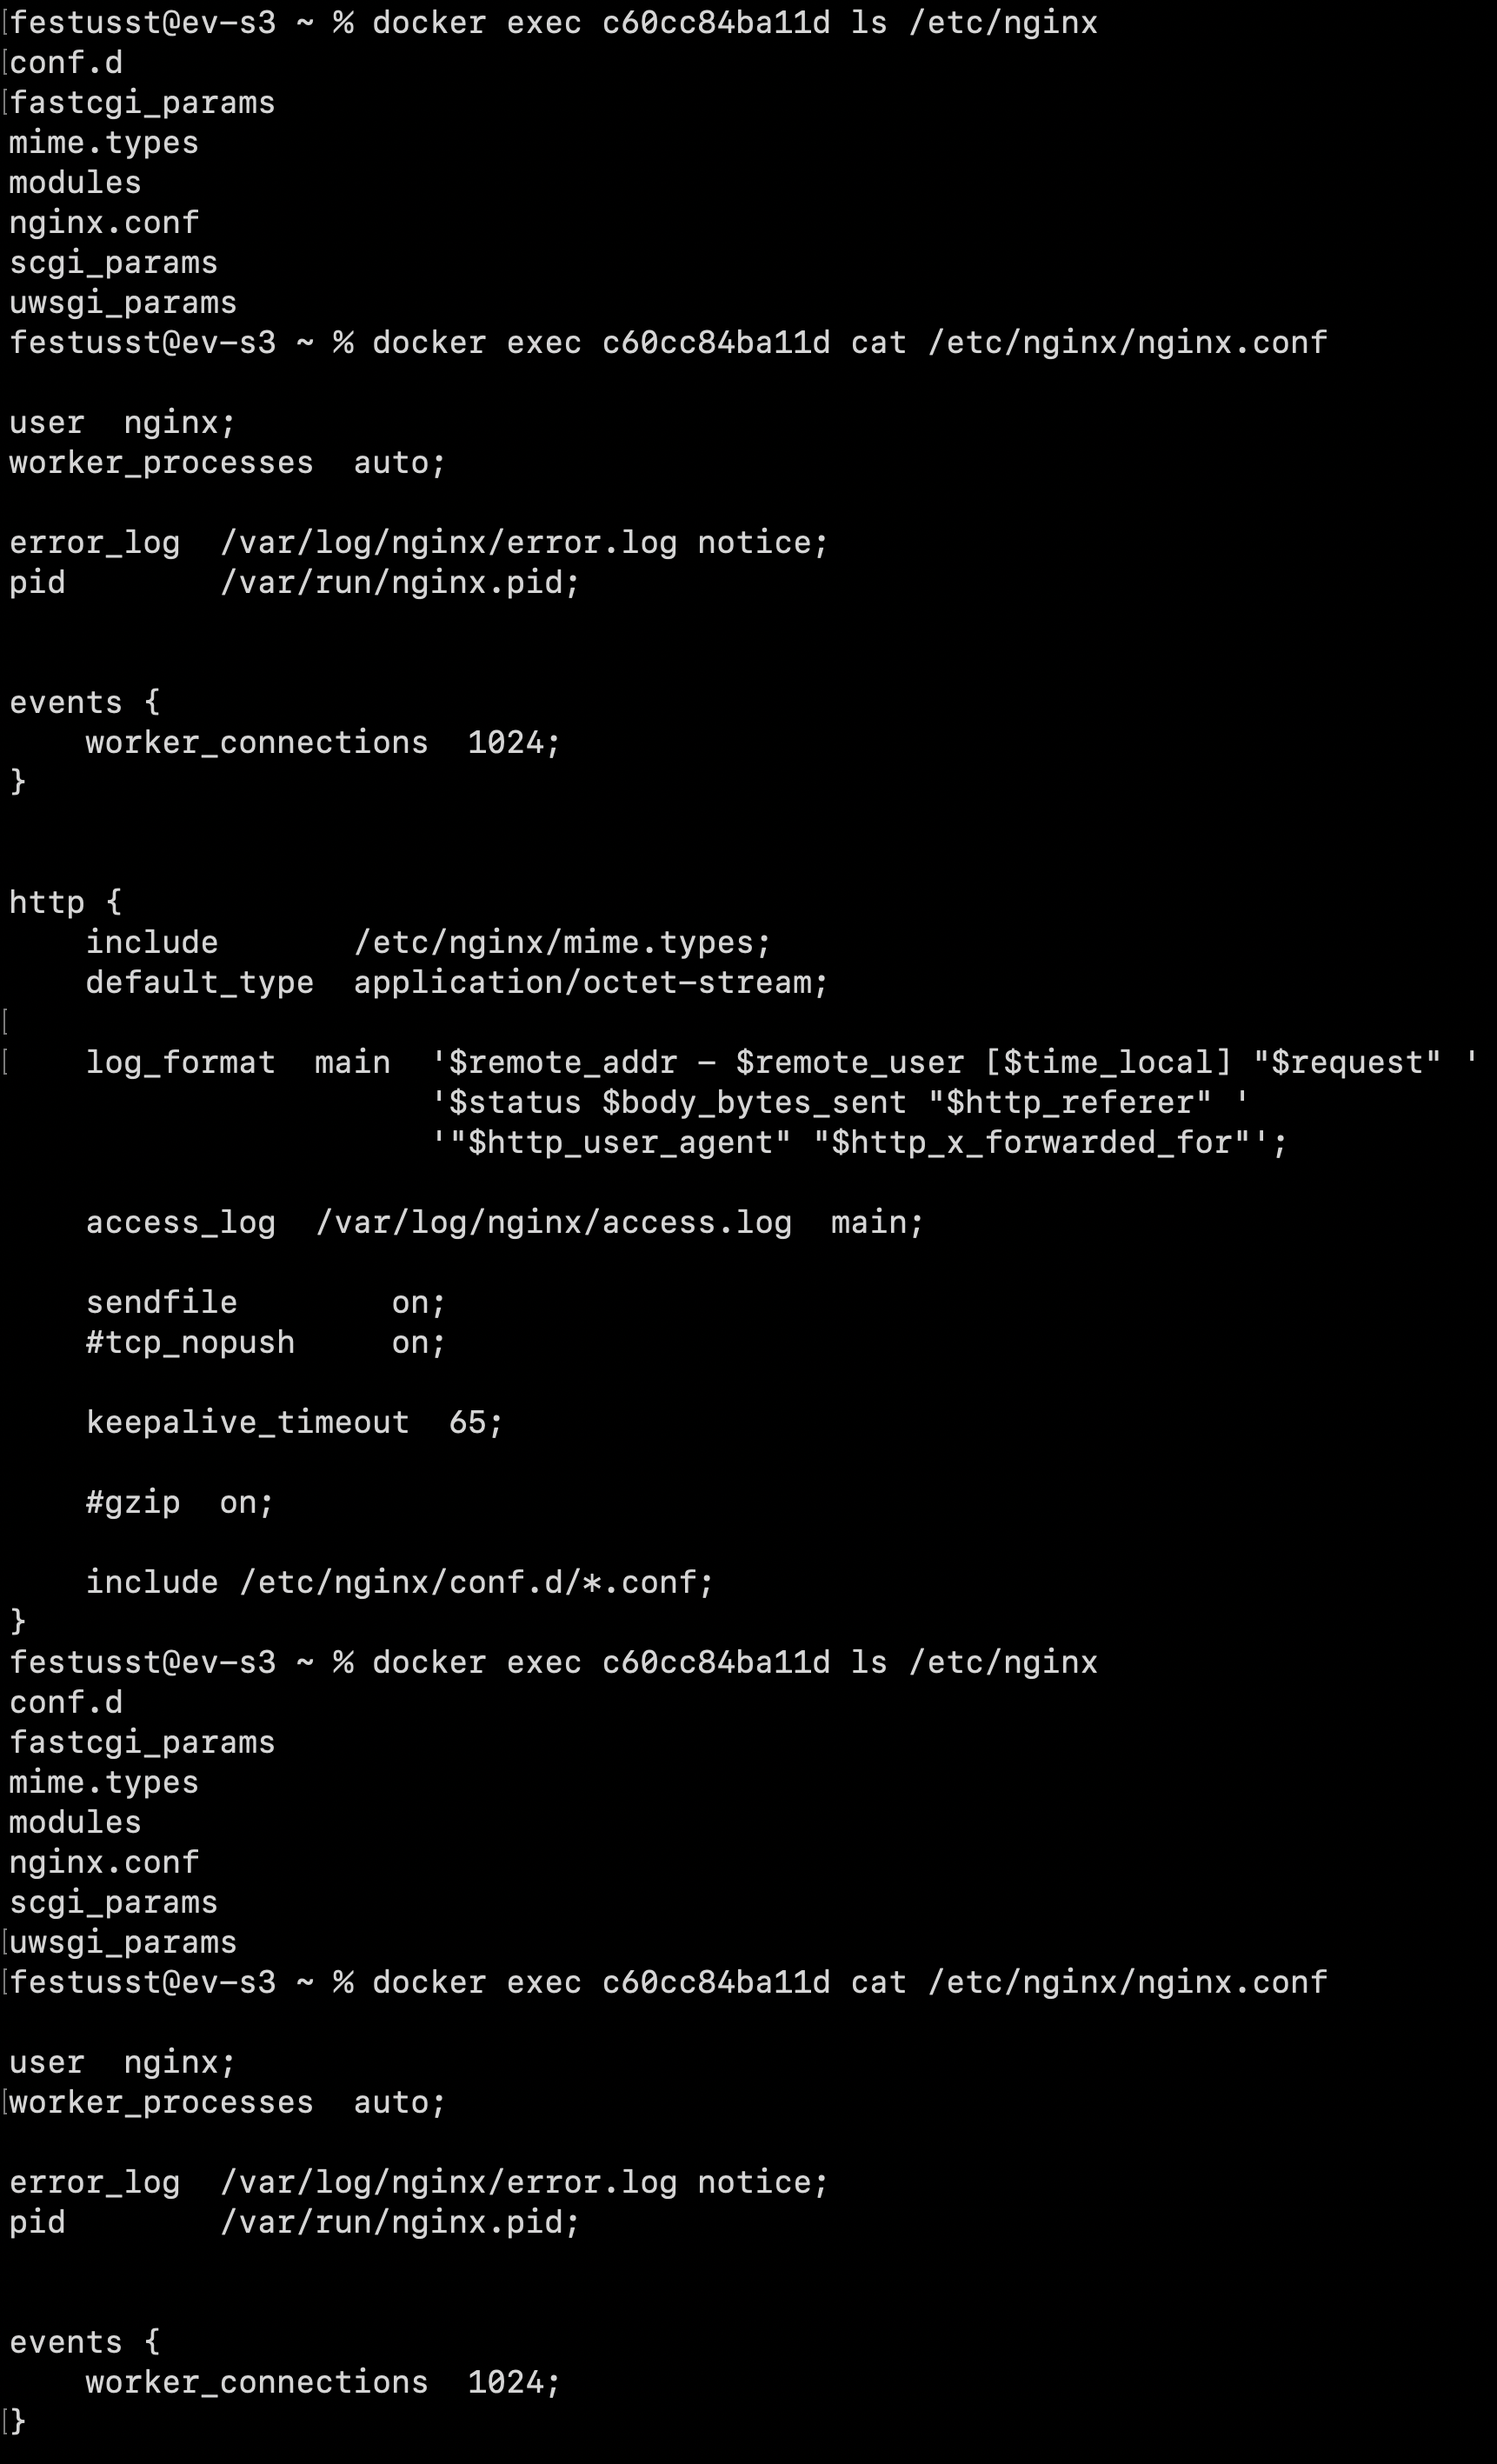 festusst@ev-s3 ~ % docker exec c60cc84ba11d ls /etc/nginx
conf.d
fastcgi_params
mime.types
modules
nginx.conf
scgi_params
uwsgi_params
festusst@ev-s3 ~ % docker exec c60cc84ba11d cat /etc/nginx/nginx.conf

user  nginx;
worker_processes  auto;

error_log  /var/log/nginx/error.log notice;
pid        /var/run/nginx.pid;


events {
    worker_connections  1024;
}


http {
    include       /etc/nginx/mime.types;
    default_type  application/octet-stream;

    log_format  main  '$remote_addr - $remote_user [$time_local] "$request" '
                      '$status $body_bytes_sent "$http_referer" '
                      '"$http_user_agent" "$http_x_forwarded_for"';

    access_log  /var/log/nginx/access.log  main;

    sendfile        on;
    #tcp_nopush     on;

    keepalive_timeout  65;

    #gzip  on;

    include /etc/nginx/conf.d/*.conf;
}
festusst@ev-s3 ~ % docker exec c60cc84ba11d ls /etc/nginx
conf.d
fastcgi_params
mime.types
modules
nginx.conf
scgi_params
uwsgi_params
festusst@ev-s3 ~ % docker exec c60cc84ba11d cat /etc/nginx/nginx.conf

user  nginx;
worker_processes  auto;

error_log  /var/log/nginx/error.log notice;
pid        /var/run/nginx.pid;


events {
    worker_connections  1024;
}